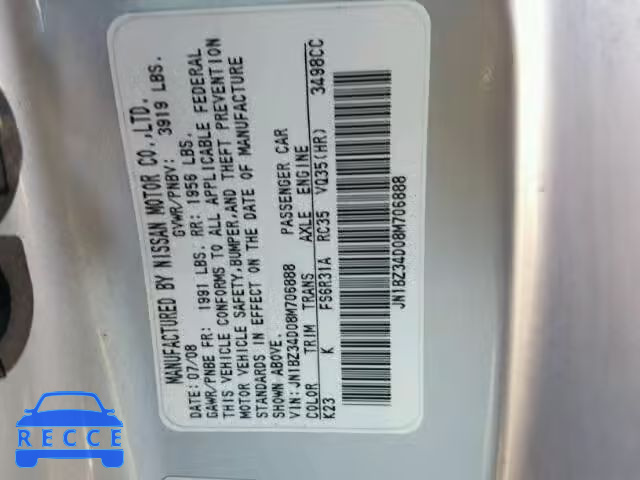 MANUFACTURED BY NISSAN MOTOR CO.,LTD.
DATE: 07/08 GVWR/PNBV: 3919 LBS.
GAWR/PNBE FR: 1991 LBS. RR: 1956 LBS.
THIS VEHICLE CONFORMS TO ALL APPLICABLE FEDERAL
MOTOR VEHICLE SAFETY,BUMPER,AND THEFT PREVENTION
STANDARDS IN EFFECT ON THE DATE OF MANUFACTURE
SHOWN ABOVE.
VIN: JN1BZ34D08M706888 PASSENGER CAR
COLOR TRIM TRANS AXLE ENGINE
K23 K FS6R31A RC35 VQ35(HR) 3498CC
JN1BZ34D08M706888
RECCE